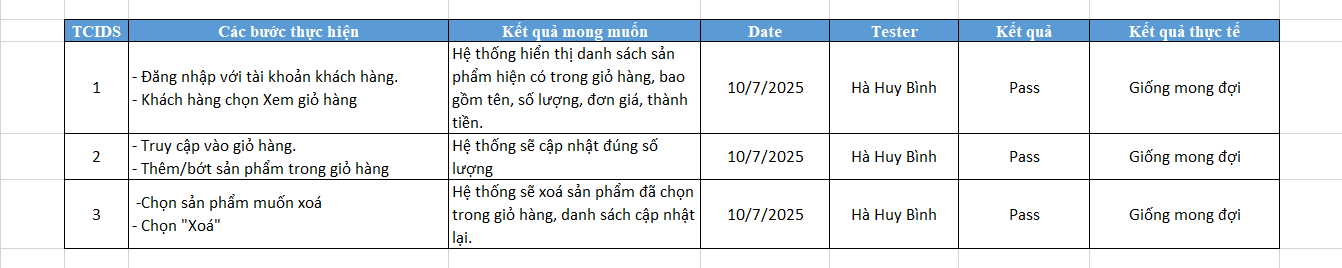 TCIDS Các bước thực hiện Kết quả mong muốn Date Tester Kết quả Kết quả thực tế
1
- Đăng nhập với tài khoản khách hàng.
- Khách hàng chọn Xem giỏ hàng
Hệ thống hiển thị danh sách sản
phẩm hiện có trong giỏ hàng, bao
gồm tên, số lượng, đơn giá, thành
tiền.
10/7/2025 Hà Huy Bình Pass Giống mong đợi
2
- Truy cập vào giỏ hàng.
- Thêm/bớt sản phẩm trong giỏ hàng
Hệ thống sẽ cập nhật đúng số
lượng
10/7/2025 Hà Huy Bình Pass Giống mong đợi
3
-Chọn sản phẩm muốn xoá
- Chọn "Xoá"
Hệ thống sẽ xoá sản phẩm đã chọn
trong giỏ hàng, danh sách cập nhật
lại.
10/7/2025 Hà Huy Bình Pass Giống mong đợi